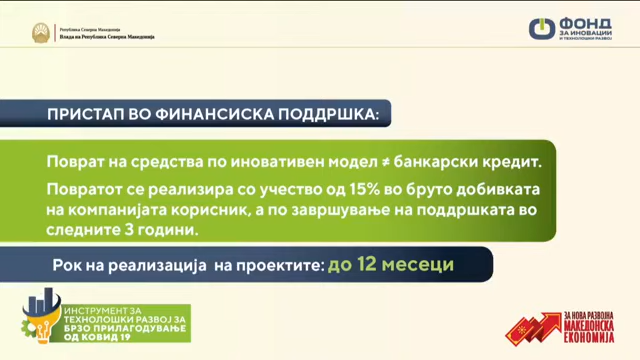 Република Северна Македонија
Влада на Република Северна Македонија
ФОНД
ЗА ИНОВАЦИИ
И ТЕХНОЛОШКИ РАЗВОЈ
ПРИСТАП ВО ФИНАНСИСКА ПОДДРШКА:
Поврат на средства по иновативен модел ≠ банкарски кредит.
Повратот се реализира со учество од 15% во бруто добивката
на компанијата корисник, а по завршување на поддршката во
следните 3 години.
Рок на реализација на проектите: до 12 месеци
ИНСТРУМЕНТ ЗА
ТЕХНОЛОШКИ РАЗВОЈ ЗА
БРЗО ПРИЛАГОДУВАЊЕ
ОД КОВИД 19
ЗА НОВА РАЗВОЈНА
МАКЕДОНСКА
ЕКОНОМИЈА